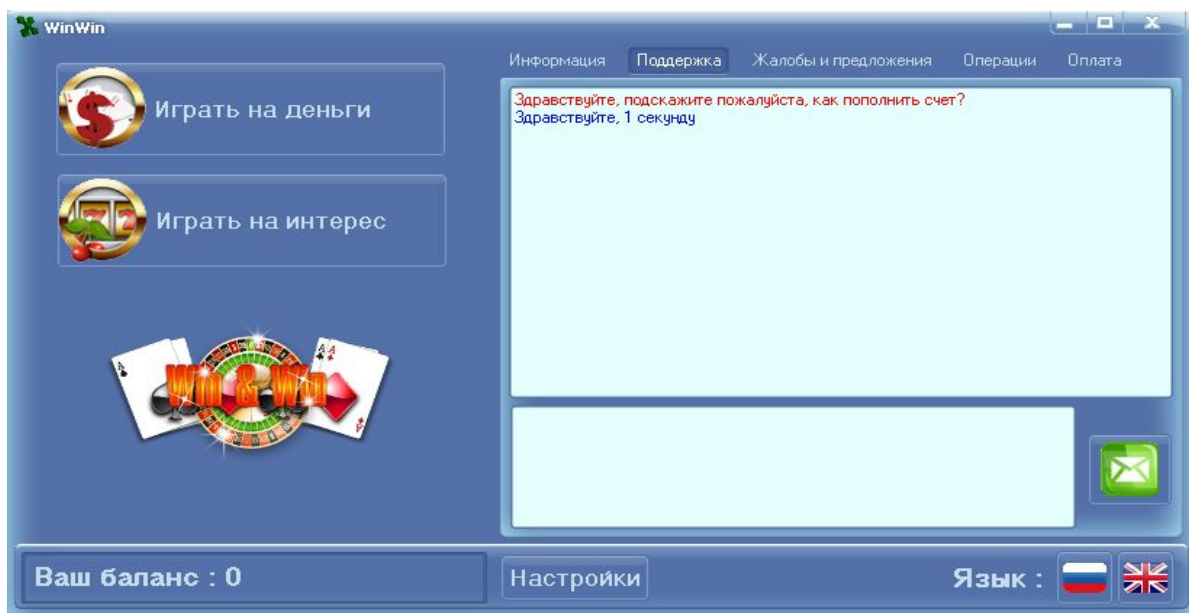 WinWin
Играть на деньги
Играть на интерес
Win & Win
Информация Поддержка Жалобы и предложения Операции Оплата
Здравствуйте, подскажите пожалуйста, как пополнить счет?
Здравствуйте, 1 секунду
Ваш баланс : 0
Настройки
Язык :